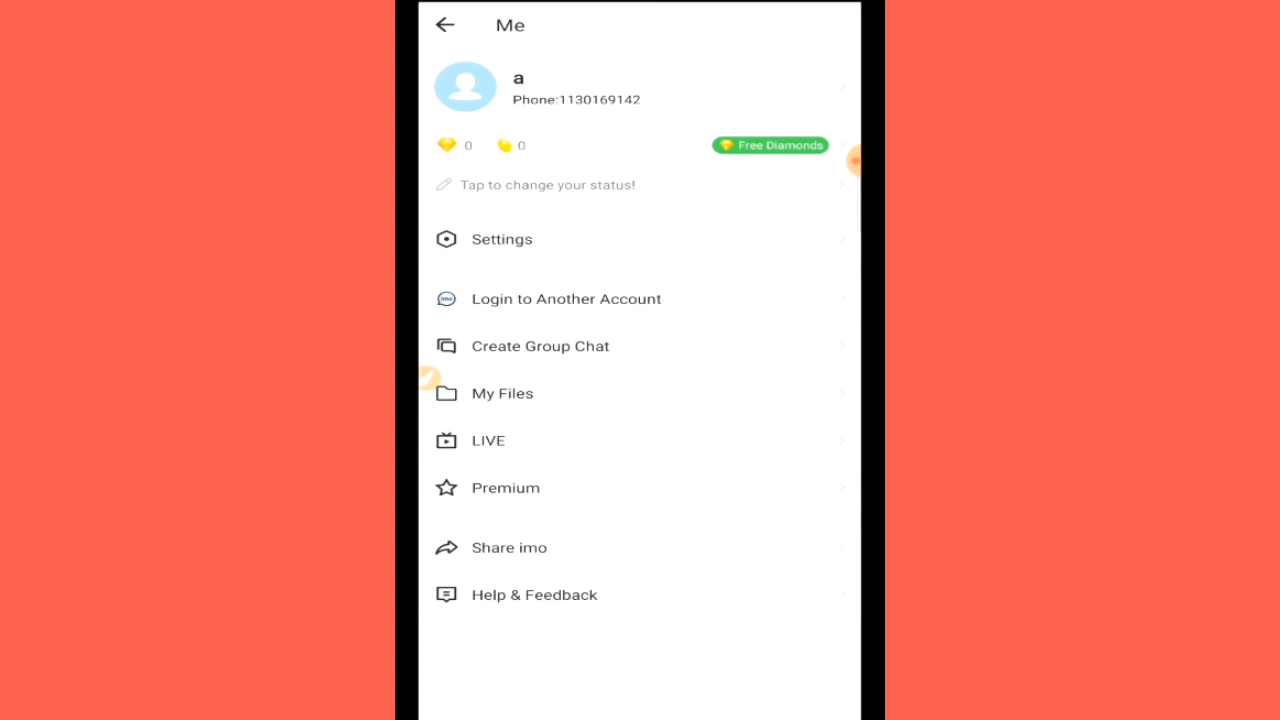 Me
a
Phone:1130169142
0 0 Free Diamonds
Tap to change your status!
Settings
imo Login to Another Account
Create Group Chat
My Files
LIVE
Premium
Share imo
Help & Feedback